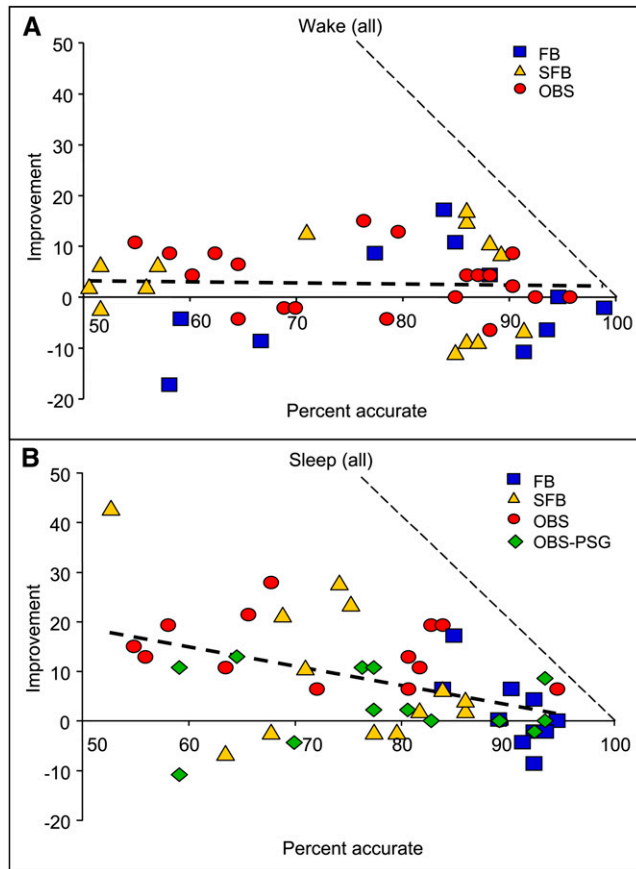 A
Wake (all)
50
40
30
20
10
0
-10
-20
50 60 70 80 90 100
Improvement
Percent accurate
FB
SFB
OBS
B
Sleep (all)
50
40
30
20
10
0
-10
-20
50 60 70 80 90 100
Improvement
Percent accurate
FB
SFB
OBS
OBS-PSG